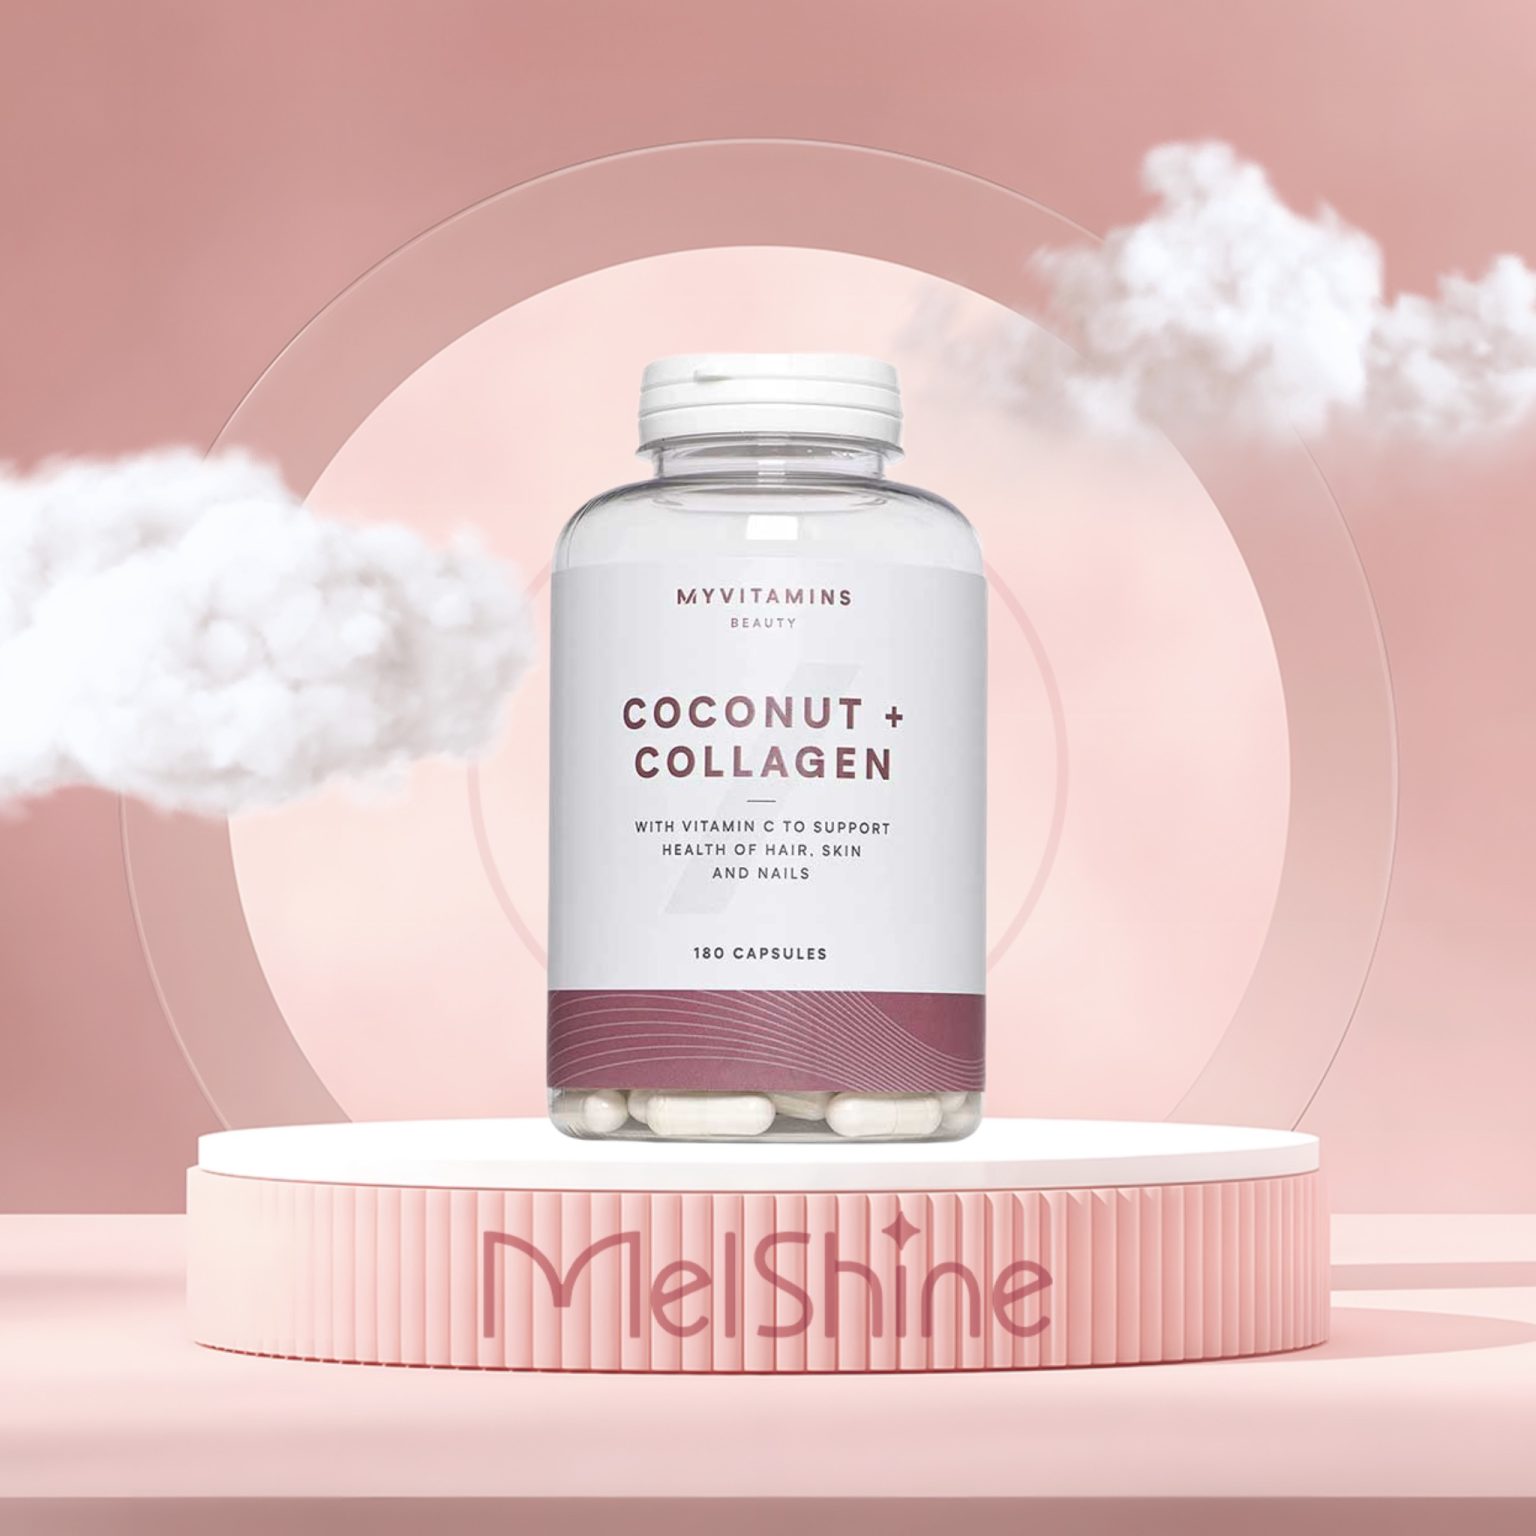 MYVITAMINS
BEAUTY
COCONUT +
COLLAGEN
WITH VITAMIN C TO SUPPORT
HEALTH OF HAIR, SKIN
AND NAILS
180 CAPSULES
MelShine